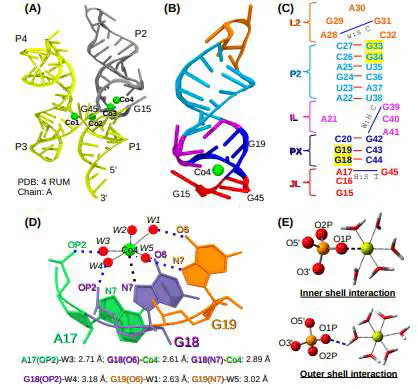 (A)
P4
P2
G45
G15
Co4
Co3
Co1
Co2
P3
P1
5'
3'
PDB: 4 RUM
Chain: A
(B)
G19
Co4
G15
G45
(C)
L2
A30
G29
G31
A28
W:S C
C32
P2
C27 G33
C26 G34
U25 A35
G24 C36
U23 A37
A22 U38
IL
A21
W:H C
G39
C40
A41
PX
C20 G42
G19 C43
G18 C44
JL
A17 G45
H:S T
C16
G15
(D)
W1
W2
O6
OP2
W3
Co4
W5
W4
O6
N7
OP2
N7
N7
A17
G18
G19
A17(OP2)-W3: 2.71 Å, G18(O6)-Co4: 2.61 Å, G18(N7)-Co4: 2.89 Å
G18(OP2)-W4: 3.18 Å, G19(O6)-W1: 2.63 Å, G19(N7)-W5: 3.02 Å
(E)
O2P
O5'
O1P
O3'
Inner shell interaction
O5'
O1P
O3'
O2P
Outer shell interaction